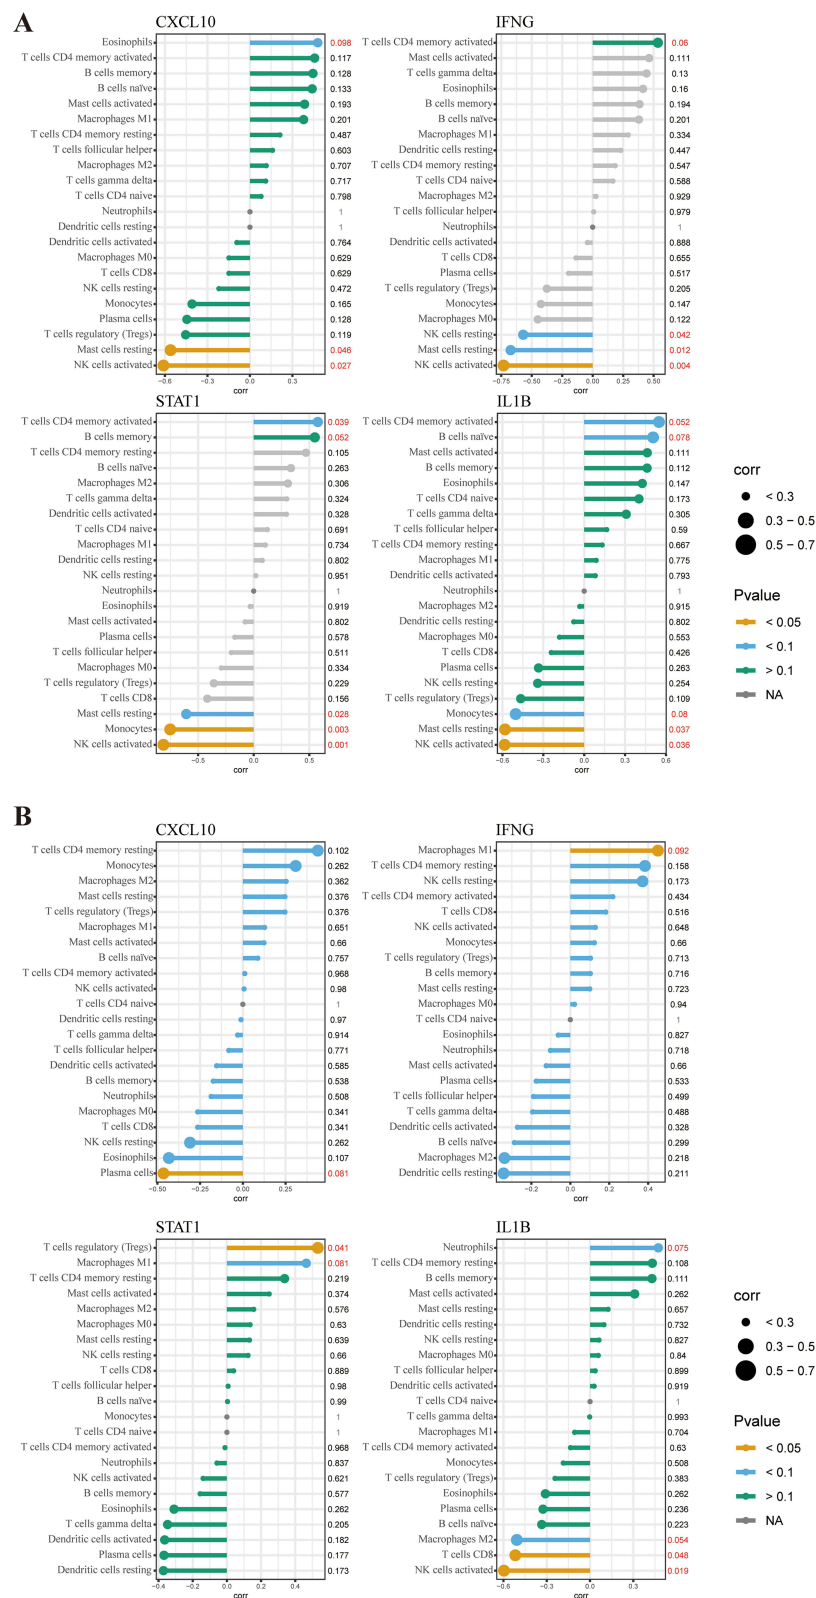 A
CXCL10
Eosinophils 0.098
T cells CD4 memory activated 0.117
B cells memory 0.128
B cells naïve 0.133
Mast cells activated 0.193
Macrophages M1 0.201
T cells CD4 memory resting 0.487
T cells follicular helper 0.603
Macrophages M2 0.707
T cells gamma delta 0.717
T cells CD4 naive 0.798
Neutrophils 1
Dendritic cells resting 1
Dendritic cells activated 0.764
Macrophages M0 0.629
T cells CD8 0.629
NK cells resting 0.472
Monocytes 0.165
Plasma cells 0.128
T cells regulatory (Tregs) 0.119
Mast cells resting 0.046
NK cells activated 0.027
−0.6 −0.3 0.0 0.3
corr
IFNG
T cells CD4 memory activated 0.06
Mast cells activated 0.111
T cells gamma delta 0.13
Eosinophils 0.16
B cells memory 0.194
B cells naïve 0.201
Macrophages M1 0.334
Dendritic cells resting 0.447
T cells CD4 memory resting 0.547
T cells CD4 naive 0.588
Macrophages M2 0.929
T cells follicular helper 0.979
Neutrophils 1
Dendritic cells activated 0.888
T cells CD8 0.655
Plasma cells 0.517
T cells regulatory (Tregs) 0.205
Monocytes 0.147
Macrophages M0 0.122
NK cells resting 0.042
Mast cells resting 0.012
NK cells activated 0.004
−0.75 −0.50 −0.25 0.00 0.25 0.50
corr
STAT1
T cells CD4 memory activated 0.039
B cells memory 0.052
T cells CD4 memory resting 0.105
B cells naïve 0.263
Macrophages M2 0.306
T cells gamma delta 0.324
Dendritic cells activated 0.328
T cells CD4 naive 0.691
Macrophages M1 0.734
Dendritic cells resting 0.802
NK cells resting 0.951
Neutrophils 1
Eosinophils 0.919
Mast cells activated 0.802
Plasma cells 0.578
T cells follicular helper 0.511
Macrophages M0 0.334
T cells regulatory (Tregs) 0.229
T cells CD8 0.156
Mast cells resting 0.028
Monocytes 0.003
NK cells activated 0.001
−0.5 0.0 0.5
corr
IL1B
T cells CD4 memory activated 0.052
B cells naïve 0.078
Mast cells activated 0.111
B cells memory 0.112
Eosinophils 0.147
T cells CD4 naive 0.173
T cells gamma delta 0.305
T cells follicular helper 0.59
T cells CD4 memory resting 0.667
Macrophages M1 0.775
Dendritic cells activated 0.793
Neutrophils 1
Macrophages M2 0.915
Dendritic cells resting 0.802
Macrophages M0 0.553
T cells CD8 0.426
Plasma cells 0.263
NK cells resting 0.254
T cells regulatory (Tregs) 0.109
Monocytes 0.08
Mast cells resting 0.037
NK cells activated 0.036
−0.6 −0.3 0.0 0.3 0.6
corr
corr
< 0.3
0.3 − 0.5
0.5 − 0.7
Pvalue
< 0.05
< 0.1
> 0.1
NA
B
CXCL10
T cells CD4 memory resting 0.102
Monocytes 0.262
Macrophages M2 0.362
Mast cells resting 0.376
T cells regulatory (Tregs) 0.376
Macrophages M1 0.651
Mast cells activated 0.66
B cells naïve 0.757
T cells CD4 memory activated 0.968
NK cells activated 0.98
T cells CD4 naive 1
Dendritic cells resting 0.97
T cells gamma delta 0.914
T cells follicular helper 0.771
Dendritic cells activated 0.585
B cells memory 0.538
Neutrophils 0.508
Macrophages M0 0.341
T cells CD8 0.341
NK cells resting 0.262
Eosinophils 0.107
Plasma cells 0.081
−0.50 −0.25 0.00 0.25
corr
IFNG
Macrophages M1 0.092
T cells CD4 memory resting 0.158
NK cells resting 0.173
T cells CD4 memory activated 0.434
T cells CD8 0.516
NK cells activated 0.648
Monocytes 0.66
T cells regulatory (Tregs) 0.713
B cells memory 0.716
Mast cells resting 0.723
Macrophages M0 0.94
T cells CD4 naive 1
Eosinophils 0.827
Neutrophils 0.718
Mast cells activated 0.66
Plasma cells 0.533
T cells follicular helper 0.499
T cells gamma delta 0.488
Dendritic cells activated 0.328
B cells naïve 0.299
Macrophages M2 0.218
Dendritic cells resting 0.211
−0.2 0.0 0.2 0.4
corr
STAT1
T cells regulatory (Tregs) 0.041
Macrophages M1 0.081
T cells CD4 memory resting 0.219
Mast cells activated 0.374
Macrophages M2 0.576
Macrophages M0 0.63
Mast cells resting 0.639
NK cells resting 0.66
T cells CD8 0.889
T cells follicular helper 0.98
B cells naïve 0.99
Monocytes 1
T cells CD4 naive 1
T cells CD4 memory activated 0.968
Neutrophils 0.837
NK cells activated 0.621
B cells memory 0.577
Eosinophils 0.262
T cells gamma delta 0.205
Dendritic cells activated 0.182
Plasma cells 0.177
Dendritic cells resting 0.173
−0.4 −0.2 0.0 0.2 0.4
corr
IL1B
Neutrophils 0.075
T cells CD4 memory resting 0.108
B cells memory 0.111
Mast cells activated 0.262
Mast cells resting 0.657
Dendritic cells resting 0.732
NK cells resting 0.827
Macrophages M0 0.84
T cells follicular helper 0.899
Dendritic cells activated 0.919
T cells CD4 naive 1
T cells gamma delta 0.993
Macrophages M1 0.704
T cells CD4 memory activated 0.63
Monocytes 0.508
T cells regulatory (Tregs) 0.383
Eosinophils 0.262
Plasma cells 0.236
B cells naïve 0.223
Macrophages M2 0.054
T cells CD8 0.048
NK cells activated 0.019
−0.6 −0.3 0.0 0.3
corr
corr
< 0.3
0.3 − 0.5
0.5 − 0.7
Pvalue
< 0.05
< 0.1
> 0.1
NA